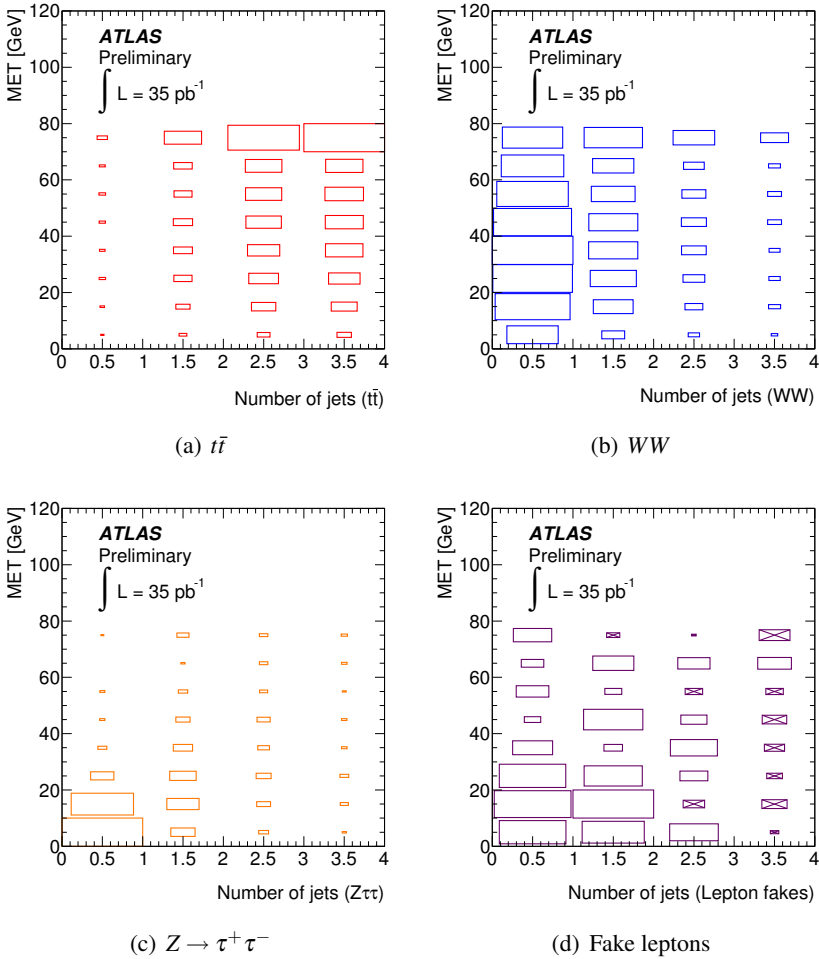 MET [GeV]
ATLAS
Preliminary
∫ L = 35 pb⁻¹
120
100
80
60
40
20
0
0 0.5 1 1.5 2 2.5 3 3.5 4
Number of jets (tt̄)
(a) tt̄
MET [GeV]
ATLAS
Preliminary
∫ L = 35 pb⁻¹
120
100
80
60
40
20
0
0 0.5 1 1.5 2 2.5 3 3.5 4
Number of jets (WW)
(b) WW
MET [GeV]
ATLAS
Preliminary
∫ L = 35 pb⁻¹
120
100
80
60
40
20
0
0 0.5 1 1.5 2 2.5 3 3.5 4
Number of jets (Zττ)
(c) Z → τ⁺τ⁻
MET [GeV]
ATLAS
Preliminary
∫ L = 35 pb⁻¹
120
100
80
60
40
20
0
0 0.5 1 1.5 2 2.5 3 3.5 4
Number of jets (Lepton fakes)
(d) Fake leptons